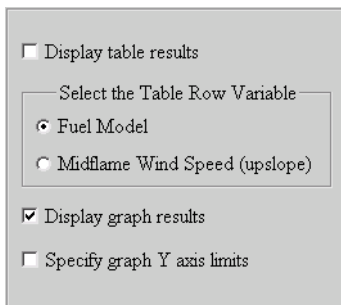 Display table results
Select the Table Row Variable
Fuel Model
Midflame Wind Speed (upslope)
Display graph results
Specify graph Y axis limits